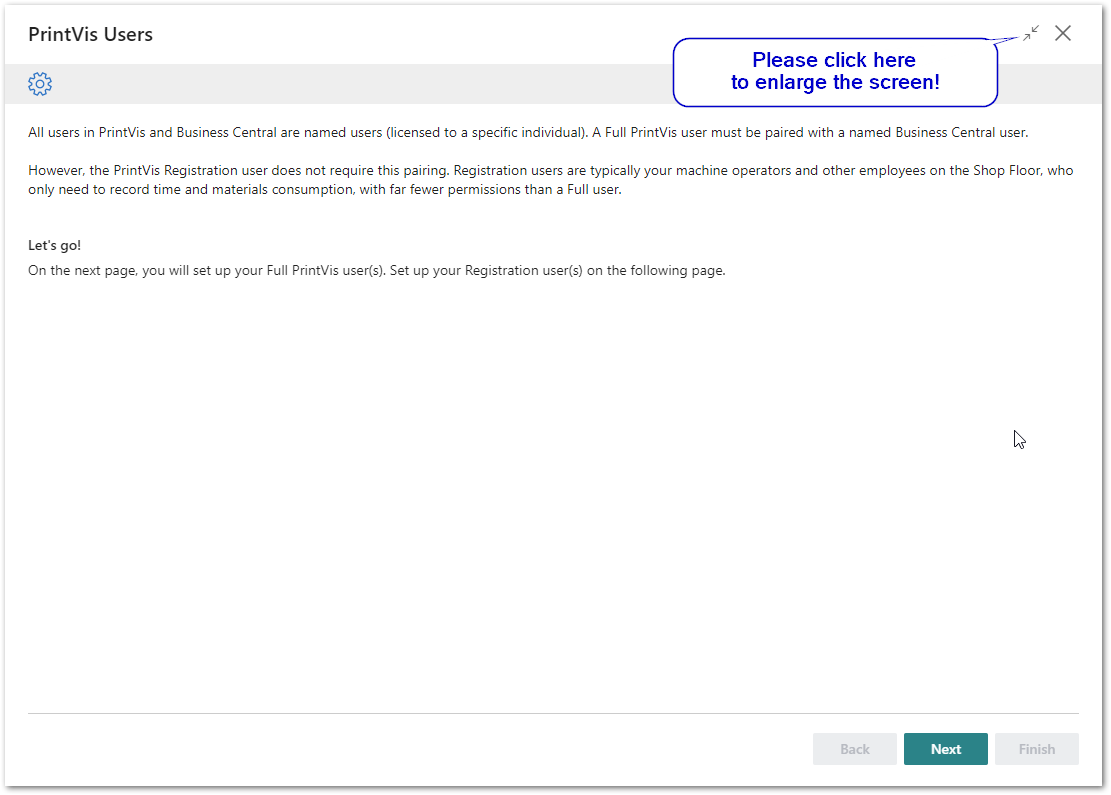 PrintVis Users
Please click here
to enlarge the screen!
All users in PrintVis and Business Central are named users (licensed to a specific individual). A Full PrintVis user must be paired with a named Business Central user.
However, the PrintVis Registration user does not require this pairing. Registration users are typically your machine operators and other employees on the Shop Floor, who
only need to record time and materials consumption, with far fewer permissions than a Full user.
Let's go!
On the next page, you will set up your Full PrintVis user(s). Set up your Registration user(s) on the following page.
Back
Next
Finish